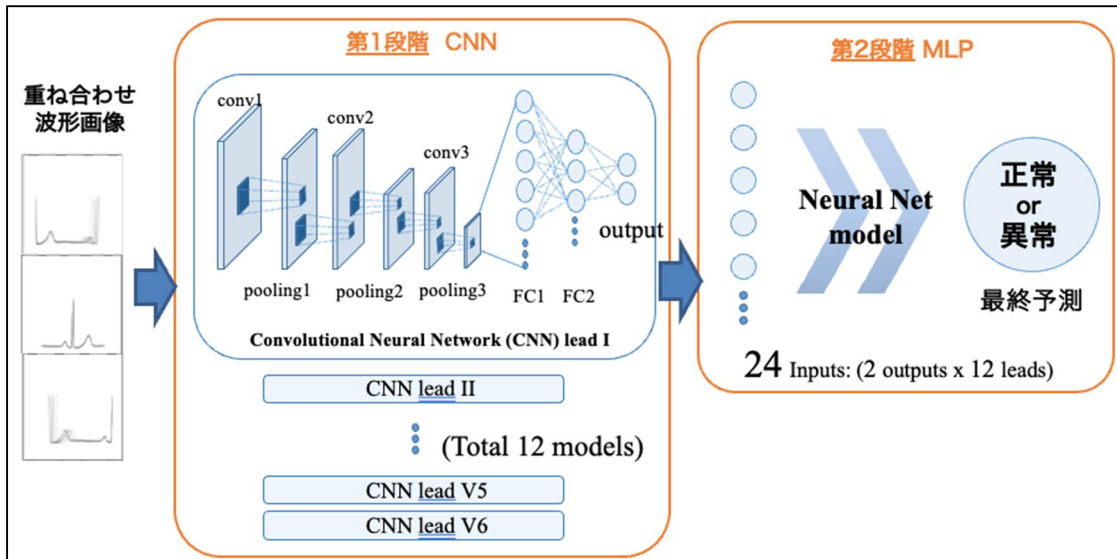 重ね合わせ
波形画像
第1段階 CNN
conv1
conv2
conv3
pooling1
pooling2
pooling3
FC1
FC2
output
Convolutional Neural Network (CNN) lead I
CNN lead II
(Total 12 models)
CNN lead V5
CNN lead V6
第2段階 MLP
Neural Net
model
正常
or
異常
最終予測
24 Inputs: (2 outputs x 12 leads)